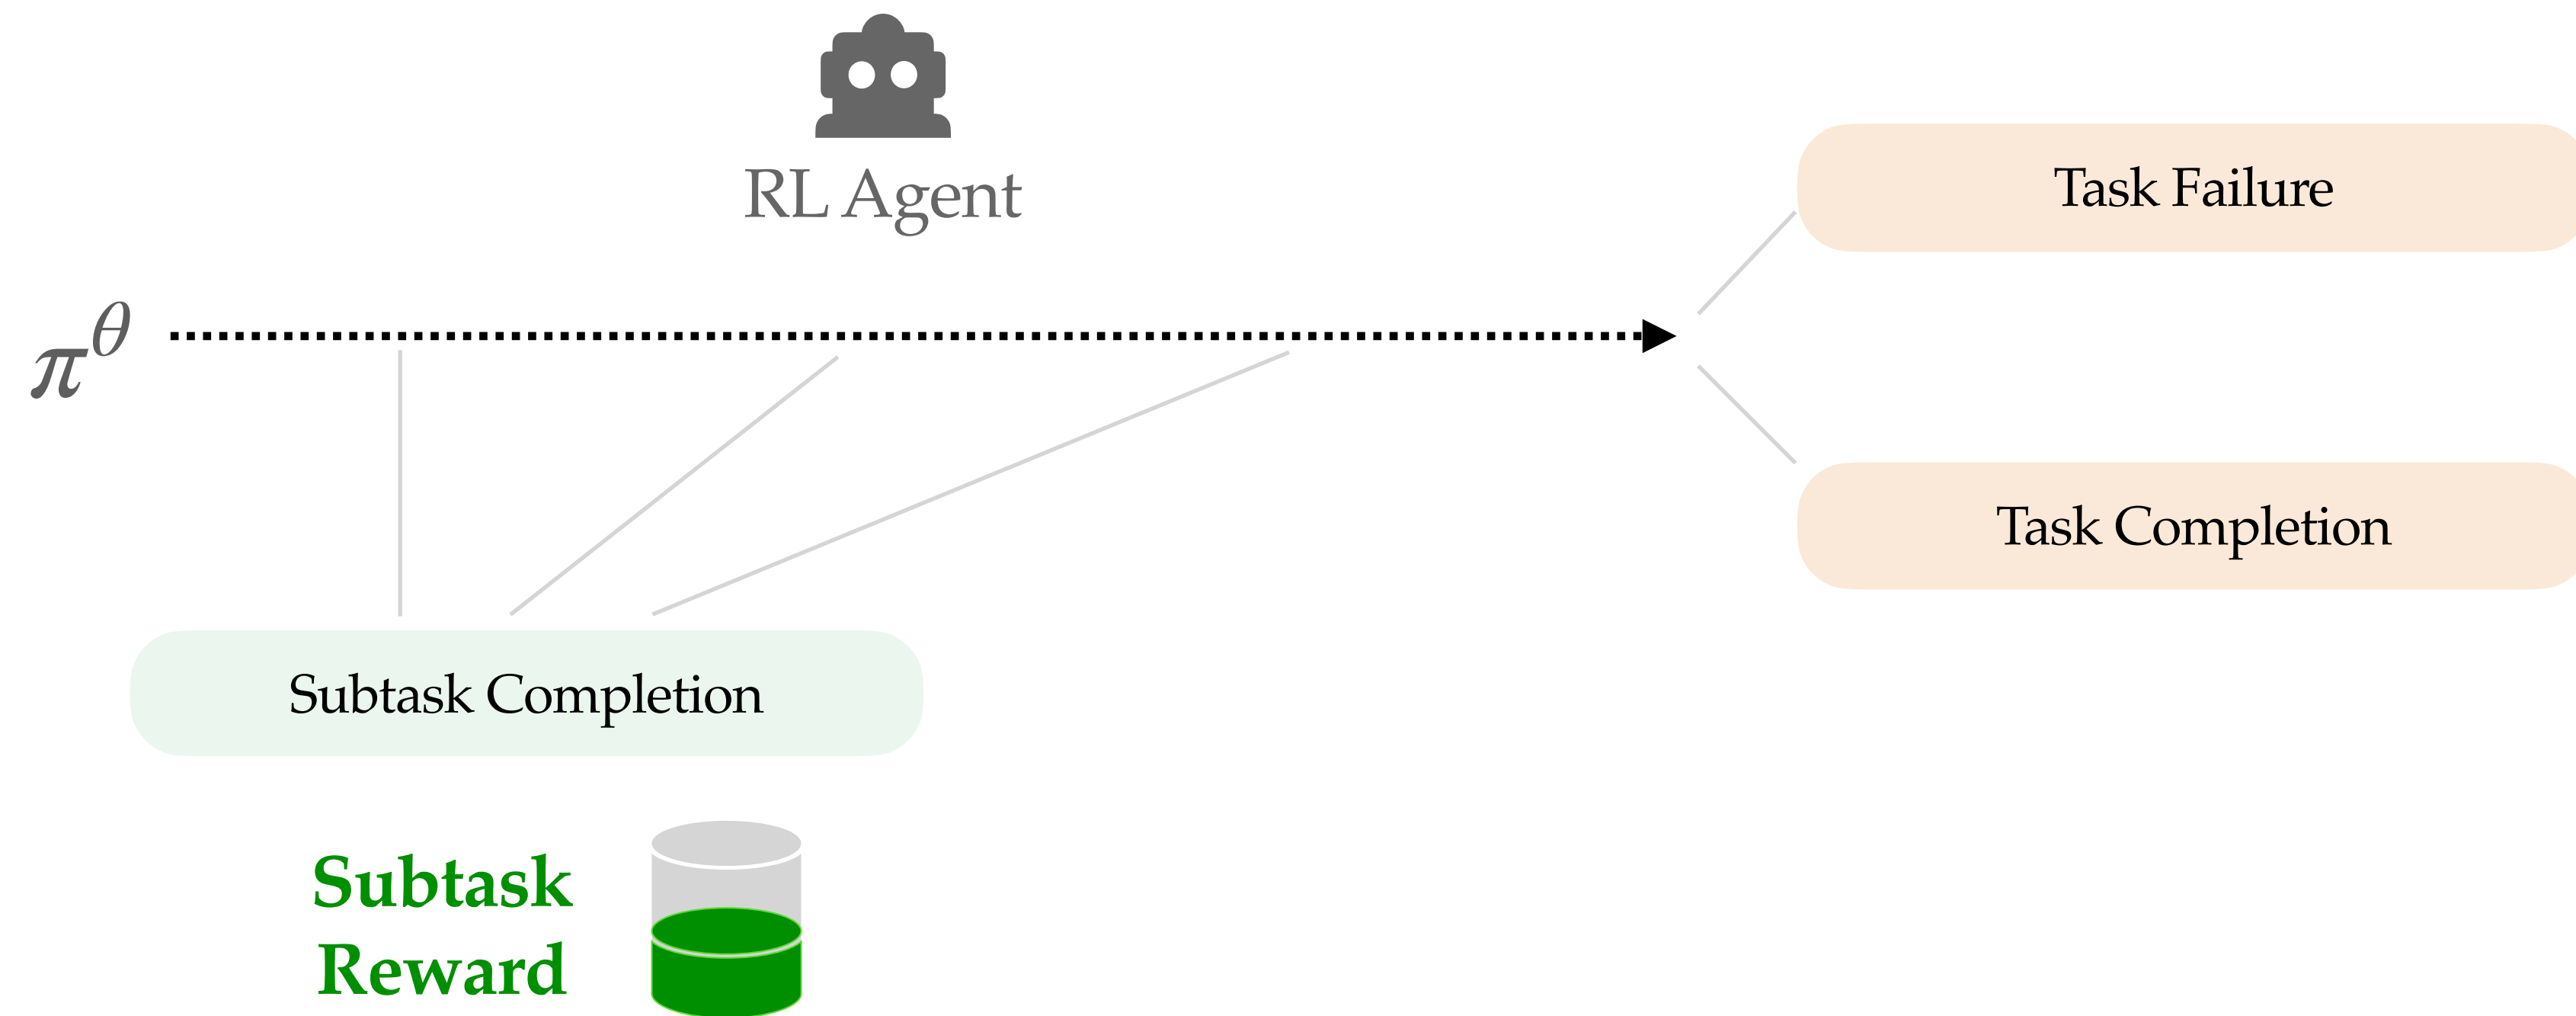 RL Agent
Task Failure
π^θ
Task Completion
Subtask Completion
Subtask
Reward